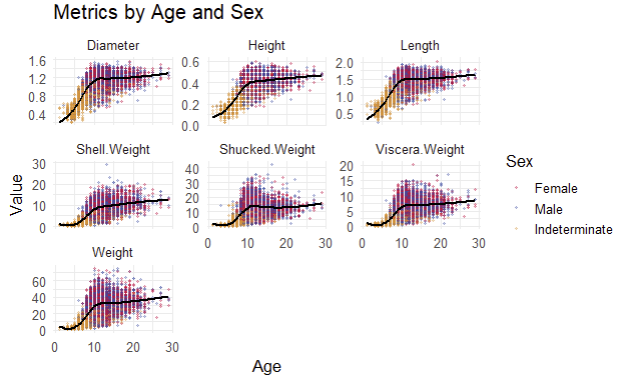 Metrics by Age and Sex
Diameter Height Length
1.6
1.2
0.8
0.4
0.6
0.4
0.2
0.0
2.0
1.5
1.0
0.5
Shell.Weight Shucked.Weight Viscera.Weight
30
20
10
0
40
30
20
10
0
20
15
10
5
0
0 10 20 30 0 10 20 30
Weight
60
40
20
0
0 10 20 30
Value
Age
Sex
Female
Male
Indeterminate